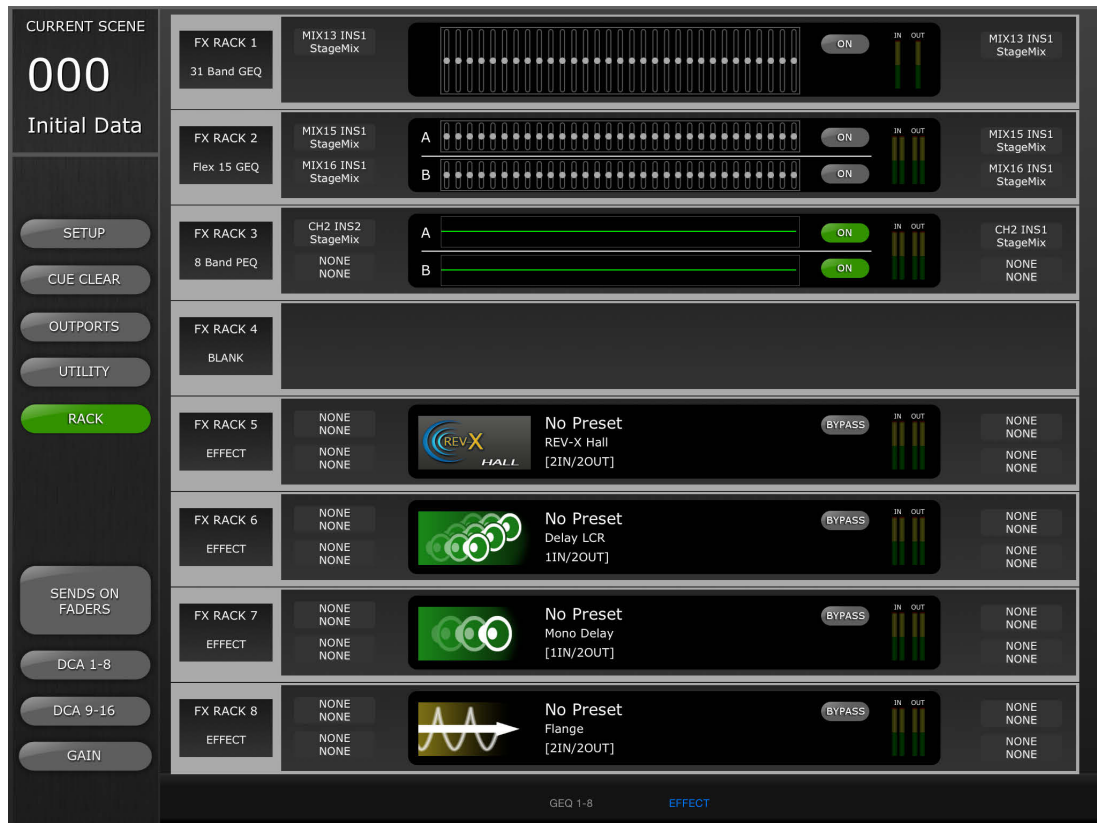 CURRENT SCENE
000
Initial Data
SETUP
CUE CLEAR
OUTPORTS
UTILITY
RACK
SENDS ON
FADERS
DCA 1-8
DCA 9-16
GAIN
FX RACK 1
31 Band GEQ
MIX13 INS1
StageMix
ON
IN OUT
MIX13 INS1
StageMix
FX RACK 2
Flex 15 GEQ
MIX15 INS1
StageMix
MIX16 INS1
StageMix
A
B
ON
ON
IN OUT
MIX15 INS1
StageMix
MIX16 INS1
StageMix
FX RACK 3
8 Band PEQ
CH2 INS2
StageMix
NONE
NONE
A
B
ON
ON
IN OUT
CH2 INS1
StageMix
NONE
NONE
FX RACK 4
BLANK
FX RACK 5
EFFECT
NONE
NONE
NONE
NONE
REV-X
HALL
No Preset
REV-X Hall
[2IN/2OUT]
BYPASS
IN OUT
NONE
NONE
NONE
NONE
FX RACK 6
EFFECT
NONE
NONE
NONE
NONE
No Preset
Delay LCR
1IN/2OUT]
BYPASS
IN OUT
NONE
NONE
NONE
NONE
FX RACK 7
EFFECT
NONE
NONE
NONE
NONE
No Preset
Mono Delay
[1IN/2OUT]
BYPASS
IN OUT
NONE
NONE
NONE
NONE
FX RACK 8
EFFECT
NONE
NONE
NONE
NONE
No Preset
Flange
[2IN/2OUT]
BYPASS
IN OUT
NONE
NONE
NONE
NONE
GEQ 1-8
EFFECT